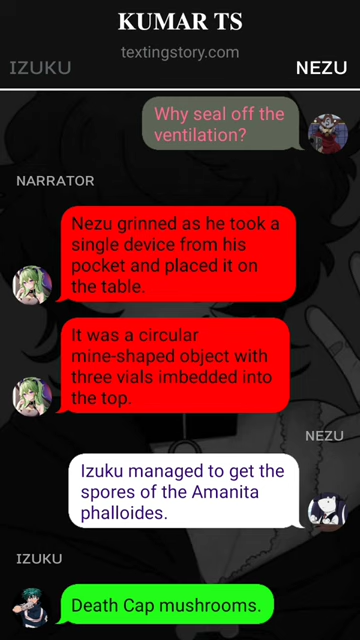 KUMAR TS
textingstory.com
IZUKU
NEZU
Why seal off the
ventilation?
NARRATOR
Nezu grinned as he took a
single device from his
pocket and placed it on
the table.
It was a circular
mine-shaped object with
three vials imbedded into
the top.
NEZU
Izuku managed to get the
spores of the Amanita
phalloides.
IZUKU
Death Cap mushrooms.